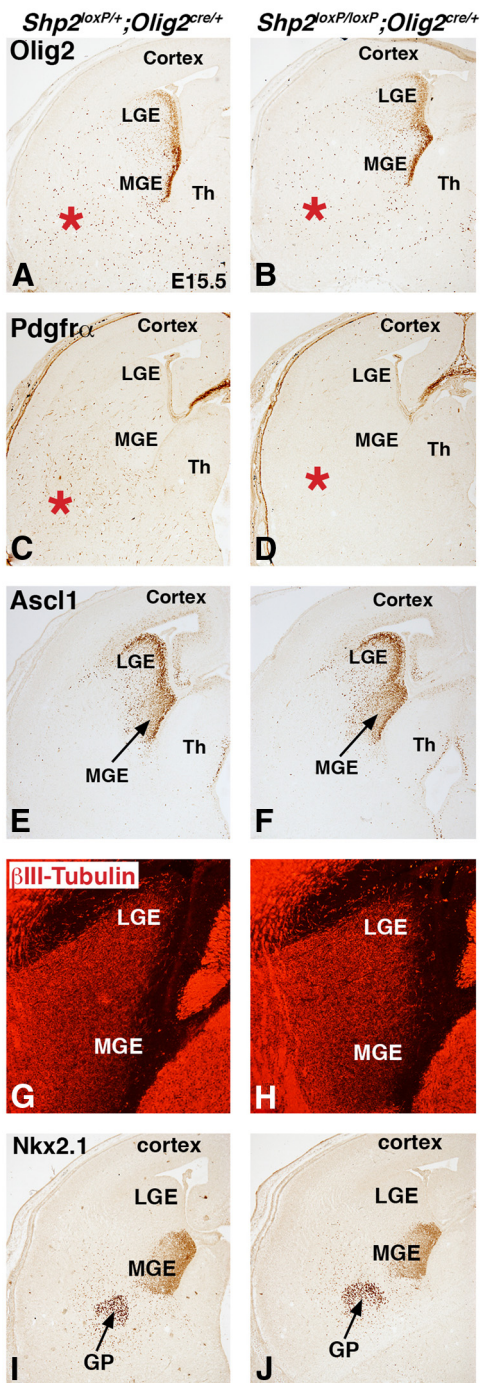 Shp2loxP/+;Olig2cre/+ Shp2loxP/loxP;Olig2cre/+
Olig2 Cortex Cortex
LGE LGE
MGE MGE
Th Th
* *
A E15.5 B
Pdgfrα Cortex Cortex
LGE LGE
MGE MGE
Th Th
* *
C D
Ascl1 Cortex Cortex
LGE LGE
Th Th
MGE MGE
E F
βIII-Tubulin
LGE LGE
MGE MGE
G H
Nkx2.1 cortex cortex
LGE LGE
MGE MGE
GP GP
I J